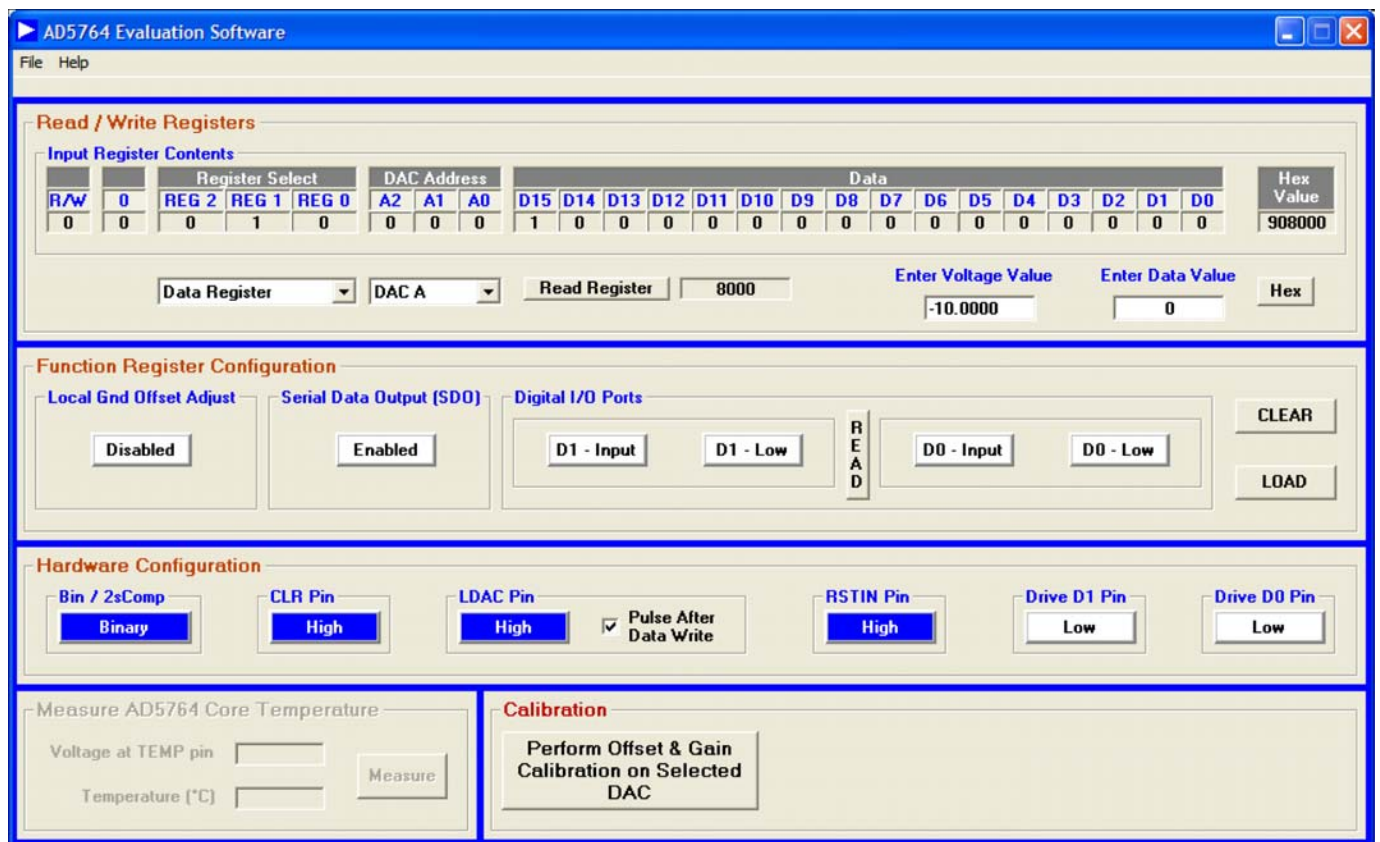 AD5764 Evaluation Software
File Help
Read / Write Registers
Input Register Contents
Register Select DAC Address Data Hex Value
R/W 0 REG 2 REG 1 REG 0 A2 A1 A0 D15 D14 D13 D12 D11 D10 D9 D8 D7 D6 D5 D4 D3 D2 D1 D0
0 0 0 1 0 0 0 0 1 0 0 0 0 0 0 0 0 0 0 0 0 0 0 0 908000
Enter Voltage Value Enter Data Value
Data Register DAC A Read Register 8000 -10.0000 0 Hex
Function Register Configuration
Local Gnd Offset Adjust Serial Data Output (SDO) Digital I/O Ports
Disabled Enabled D1 - Input D1 - Low READ D0 - Input D0 - Low
CLEAR
LOAD
Hardware Configuration
Bin / 2sComp CLR Pin LDAC Pin RSTIN Pin Drive D1 Pin Drive D0 Pin
Binary High High Pulse After Data Write High Low Low
Measure AD5764 Core Temperature
Voltage at TEMP pin
Measure
Temperature (°C)
Calibration
Perform Offset & Gain
Calibration on Selected
DAC